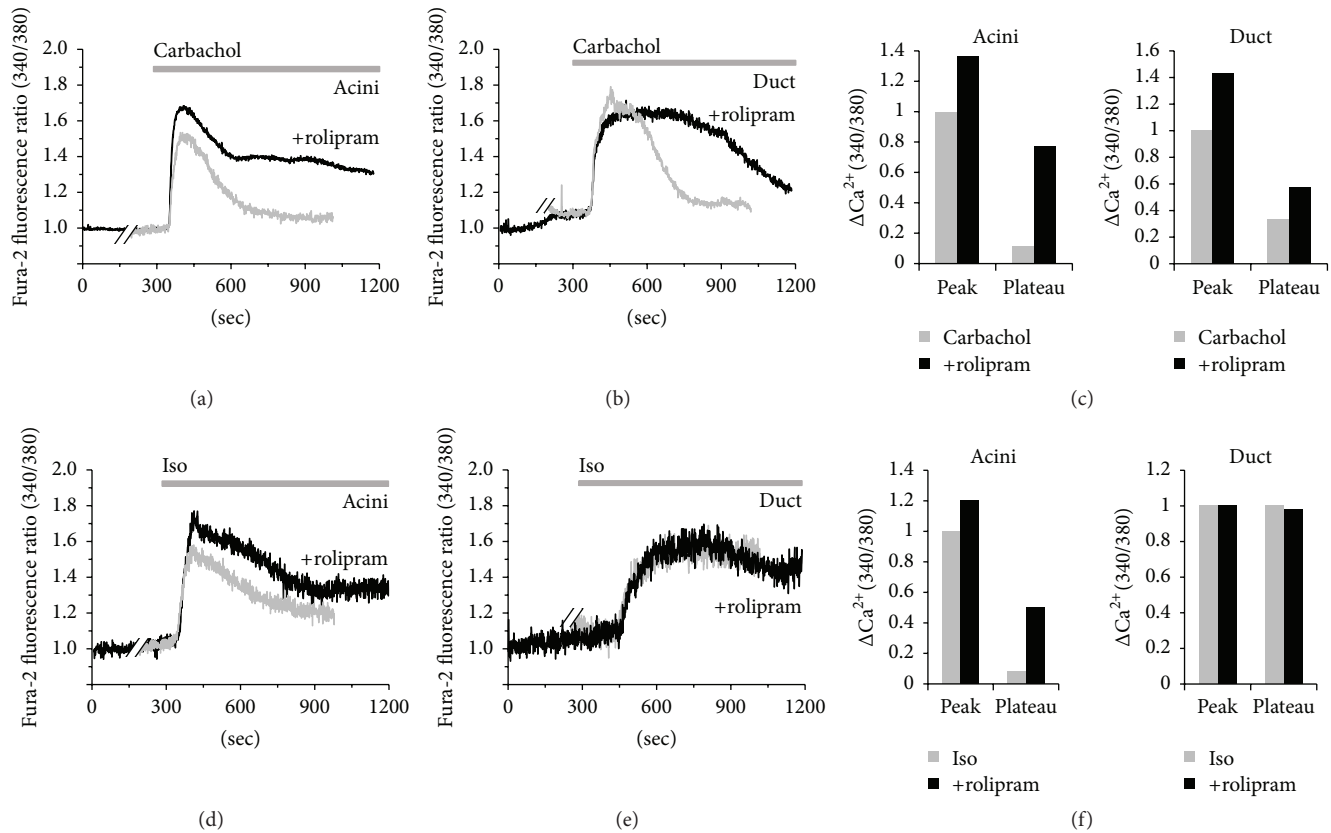 Fura-2 fluorescence ratio (340/380)
2.0
1.8
1.6
1.4
1.2
1.0
Carbachol
Acini
+rolipram
0 300 600 900 1200
(sec)
(a)
Fura-2 fluorescence ratio (340/380)
2.0
1.8
1.6
1.4
1.2
1.0
Carbachol
Duct
+rolipram
0 300 600 900 1200
(sec)
(b)
Acini
ΔCa2+ (340/380)
1.4
1.2
1
0.8
0.6
0.4
0.2
0
Peak Plateau
Carbachol
+rolipram
Duct
ΔCa2+ (340/380)
1.6
1.4
1.2
1
0.8
0.6
0.4
0.2
0
Peak Plateau
Carbachol
+rolipram
(c)
Fura-2 fluorescence ratio (340/380)
2.0
1.8
1.6
1.4
1.2
1.0
Iso
Acini
+rolipram
0 300 600 900 1200
(sec)
(d)
Fura-2 fluorescence ratio (340/380)
2.0
1.8
1.6
1.4
1.2
1.0
Iso
Duct
+rolipram
0 300 600 900 1200
(sec)
(e)
Acini
ΔCa2+ (340/380)
1.4
1.2
1
0.8
0.6
0.4
0.2
0
Peak Plateau
Iso
+rolipram
Duct
ΔCa2+ (340/380)
1.2
1
0.8
0.6
0.4
0.2
0
Peak Plateau
Iso
+rolipram
(f)